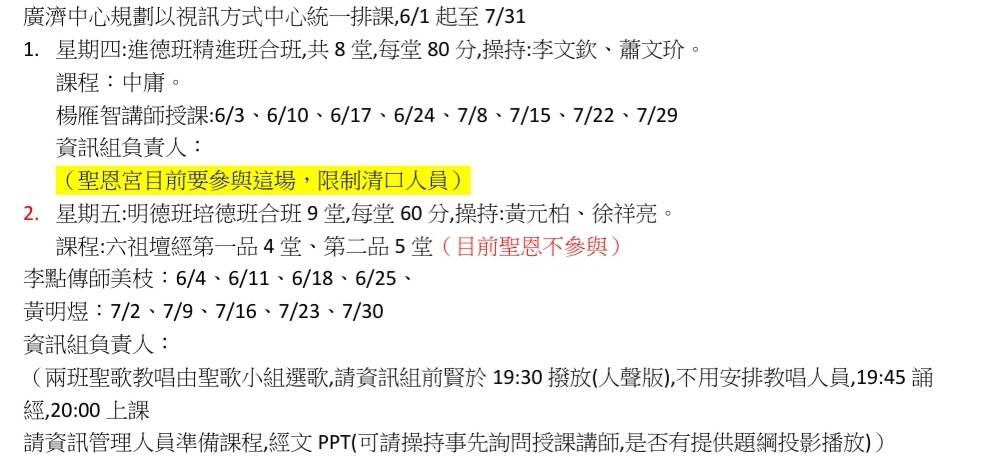 廣濟中心規劃以視訊方式中心統一排課,6/1 起至 7/31
1. 星期四:進德班精進班合班,共 8 堂,每堂 80 分,操持:李文欽、蕭文玠。
課程：中庸。
楊雁智講師授課:6/3、6/10、6/17、6/24、7/8、7/15、7/22、7/29
資訊組負責人：
（聖恩宮目前要參與這場，限制清口人員）
2. 星期五:明德班培德班合班 9 堂,每堂 60 分,操持:黃元柏、徐祥亮。
課程:六祖壇經第一品 4 堂、第二品 5 堂（目前聖恩不參與）
李點傳師美枝：6/4、6/11、6/18、6/25、
黃明煜：7/2、7/9、7/16、7/23、7/30
資訊組負責人：
（兩班聖歌教唱由聖歌小組選歌,請資訊組前賢於 19:30 撥放(人聲版),不用安排教唱人員,19:45 誦
經,20:00 上課
請資訊管理人員準備課程,經文 PPT(可請操持事先詢問授課講師,是否有提供題綱投影播放)）